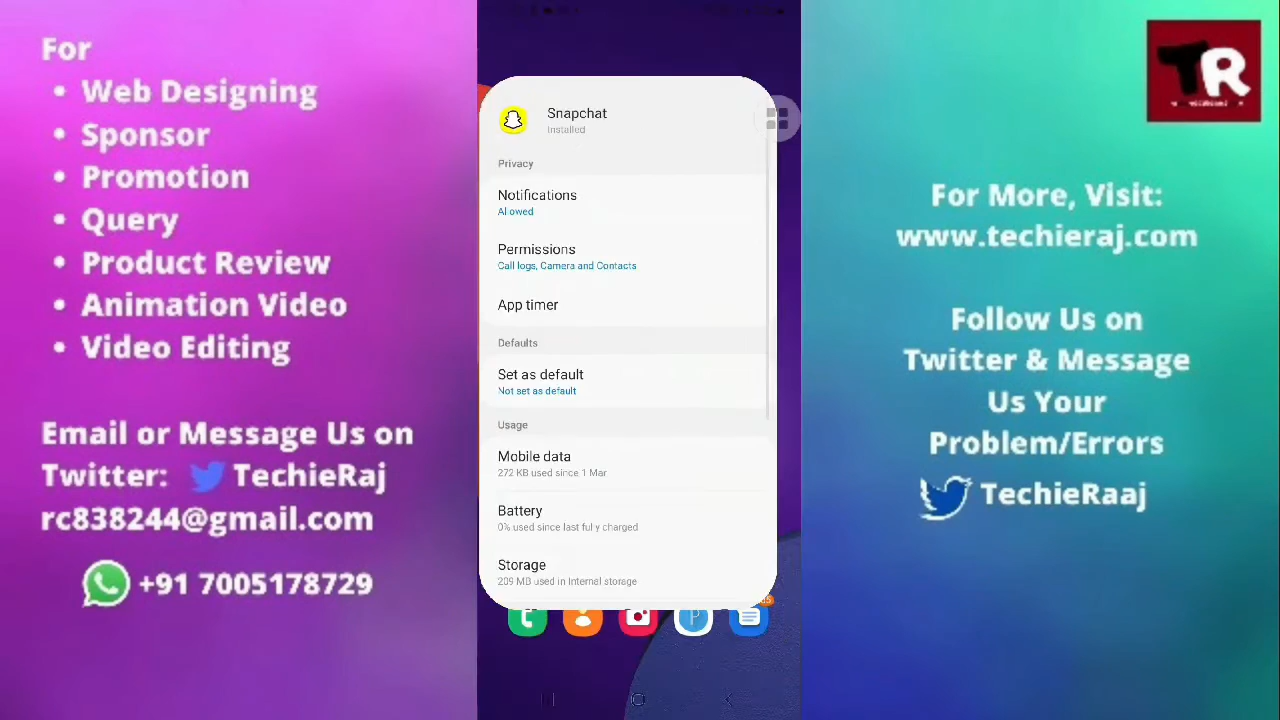 For
• Web Designing
• Sponsor
• Promotion
• Query
• Product Review
• Animation Video
• Video Editing
Email or Message Us on
Twitter: TechieRaj
rc838244@gmail.com
+91 7005178729
Snapchat
Installed
Privacy
Notifications
Allowed
Permissions
Call logs, Camera and Contacts
App timer
Defaults
Set as default
Not set as default
Usage
Mobile data
272 KB used since 1 Mar
Battery
0% used since last fully charged
Storage
209 MB used in Internal storage
TR
For More, Visit:
www.techieraj.com
Follow Us on
Twitter & Message
Us Your
Problem/Errors
TechieRaaj